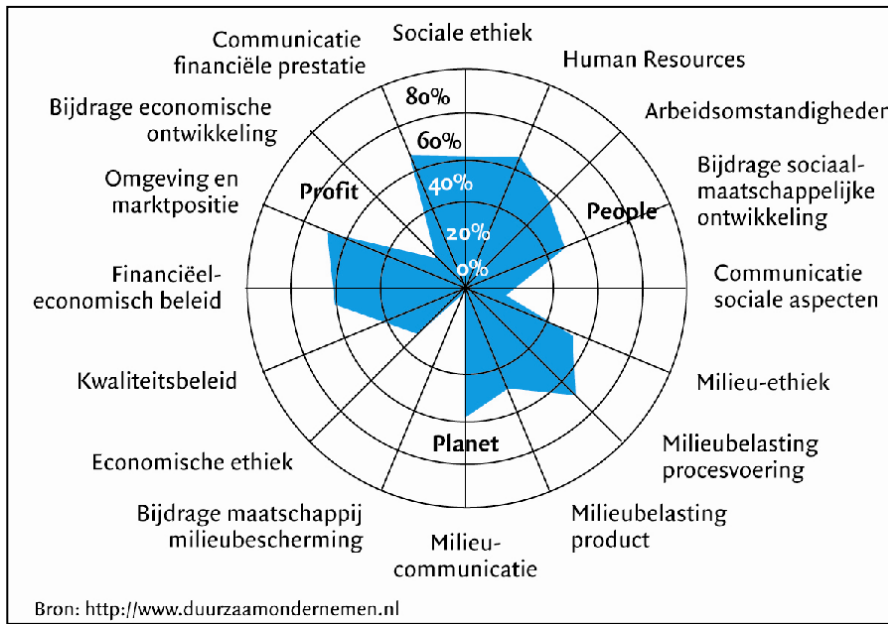 Sociale ethiek
Human Resources
Arbeidsomstandigheden
Bijdrage sociaal-
maatschappelijke
ontwikkeling
Communicatie
sociale aspecten
Milieu-ethiek
Milieubelasting
procesvoering
Milieubelasting
product
Milieu-
communicatie
Bijdrage maatschappij
milieubescherming
Economische ethiek
Kwaliteitsbeleid
Financiëel-
economisch beleid
Omgeving en
marktpositie
Bijdrage economische
ontwikkeling
Communicatie
financiële prestatie
80%
60%
40%
20%
0%
Profit
People
Planet
Bron: http://www.duurzaamondernemen.nl